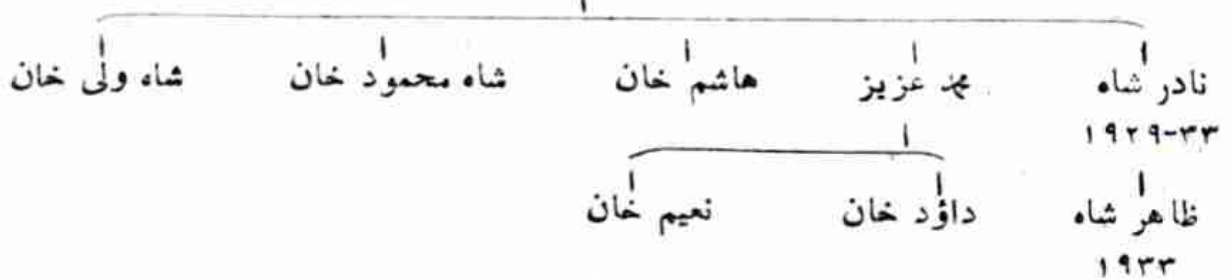 نادر شاه محمد عزیز هاشم خان شاه محمود خان شاه ولی خان
۱۹۲۹-۳۳
ظاهر شاه داؤد خان نعیم خان
۱۹۳۳